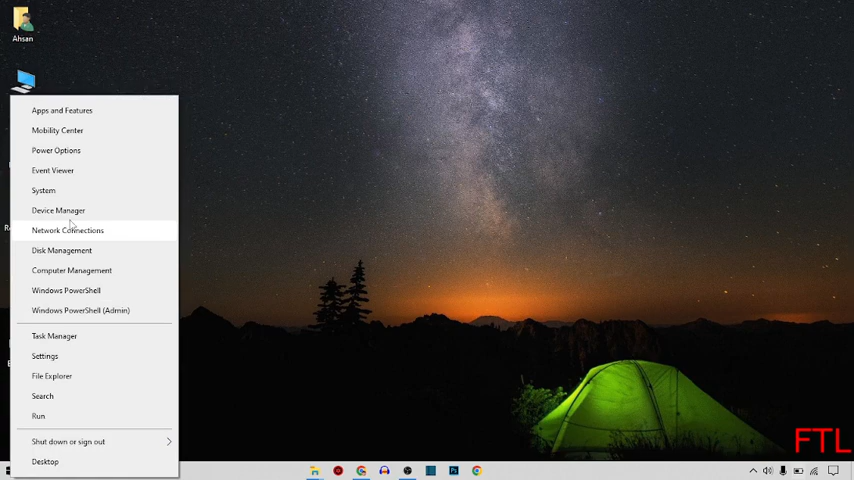 Ahsan
Apps and Features
Mobility Center
Power Options
Event Viewer
System
Device Manager
Network Connections
Disk Management
Computer Management
Windows PowerShell
Windows PowerShell (Admin)
Task Manager
Settings
File Explorer
Search
Run
Shut down or sign out
Desktop
FTL